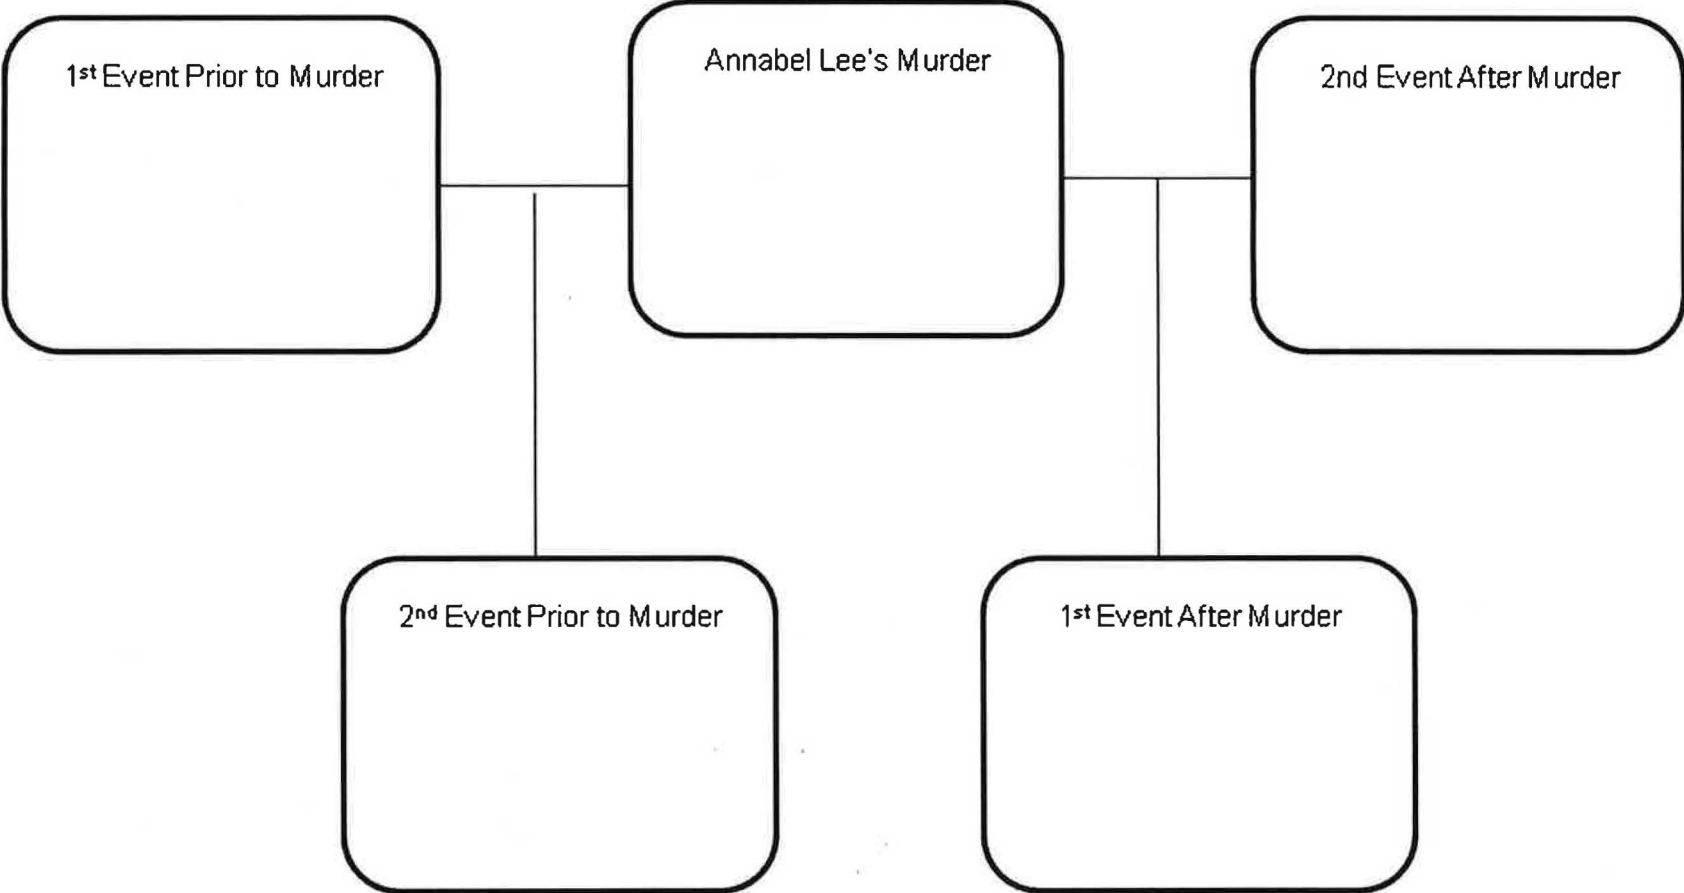 1st Event Prior to Murder
Annabel Lee's Murder
2nd Event After Murder
2nd Event Prior to Murder
1st Event After Murder